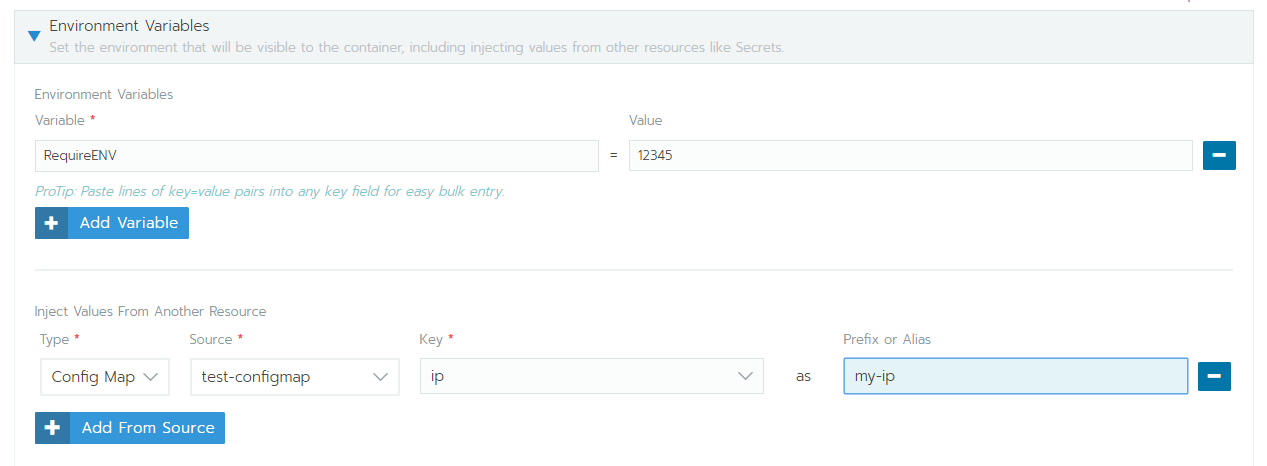 Environment Variables
Set the environment that will be visible to the container, including injecting values from other resources like Secrets.
Environment Variables
Variable * Value
RequireENV = 12345
ProTip: Paste lines of key=value pairs into any key field for easy bulk entry.
Add Variable
Inject Values From Another Resource
Type * Source * Key * Prefix or Alias
Config Map test-configmap ip as my-ip
Add From Source